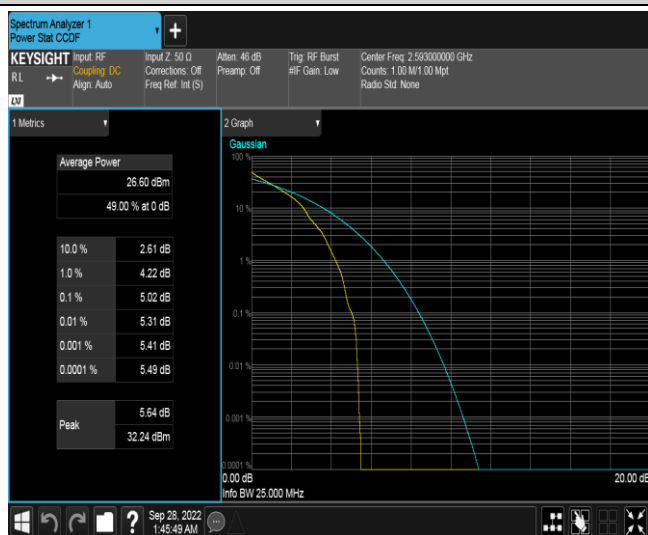 Spectrum Analyzer 1
Power Stat CCDF
+
KEYSIGHT
R L
LXI
Input: RF
Coupling: DC
Align: Auto
Input Z: 50 Ω
Corrections: Off
Freq Ref: Int (S)
Atten: 46 dB
Preamp: Off
Trig: RF Burst
#IF Gain: Low
Center Freq: 2.593000000 GHz
Counts: 1.00 M/1.00 Mpt
Radio Std: None
1 Metrics
Average Power
26.60 dBm
49.00 % at 0 dB
10.0 % 2.61 dB
1.0 % 4.22 dB
0.1 % 5.02 dB
0.01 % 5.31 dB
0.001 % 5.41 dB
0.0001 % 5.49 dB
Peak
5.64 dB
32.24 dBm
2 Graph
Gaussian
100 %
10 %
1 %
0.1 %
0.01 %
0.001 %
0.0001 %
0.00 dB
20.00 dB
Info BW 25.000 MHz
?
Sep 28, 2022
1:45:49 AM